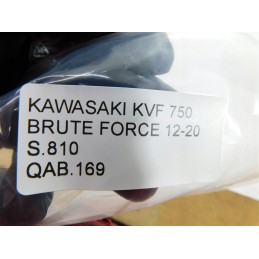 KAWASAKI KVF 750
BRUTE FORCE 12-20
S.810
QAB.169